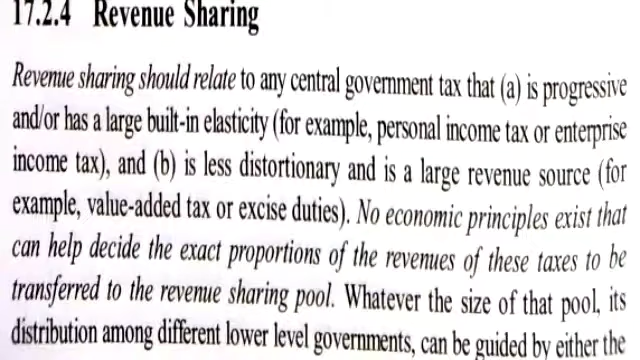 17.2.4 Revenue Sharing
Revenue sharing should relate to any central government tax that (a) is progressive
and/or has a large built-in elasticity (for example, personal income tax or enterprise
income tax), and (b) is less distortionary and is a large revenue source (for
example, value-added tax or excise duties). No economic principles exist that
can help decide the exact proportions of the revenues of these taxes to be
transferred to the revenue sharing pool. Whatever the size of that pool, its
distribution among different lower level governments, can be guided by either the